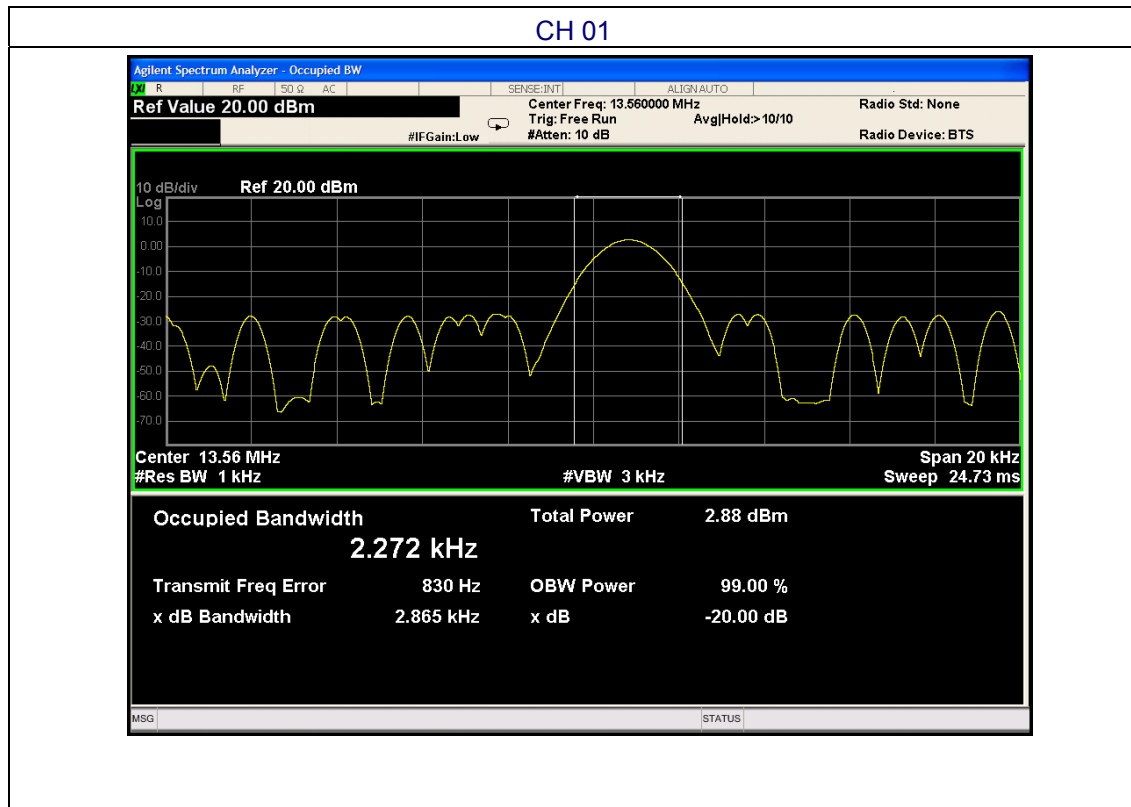 CH 01
Agilent Spectrum Analyzer - Occupied BW
LXI R RF 50 Ω AC SENSE:INT ALIGN AUTO
Ref Value 20.00 dBm
Center Freq: 13.560000 MHz
Radio Std: None
Trig: Free Run
Avg|Hold:>10/10
#IFGain:Low
#Atten: 10 dB
Radio Device: BTS
10 dB/div
Ref 20.00 dBm
Log
10.0
0.00
-10.0
-20.0
-30.0
-40.0
-50.0
-60.0
-70.0
Center 13.56 MHz
Span 20 kHz
#Res BW 1 kHz
#VBW 3 kHz
Sweep 24.73 ms
Occupied Bandwidth
Total Power 2.88 dBm
2.272 kHz
Transmit Freq Error 830 Hz
OBW Power 99.00 %
x dB Bandwidth 2.865 kHz
x dB -20.00 dB
MSG
STATUS